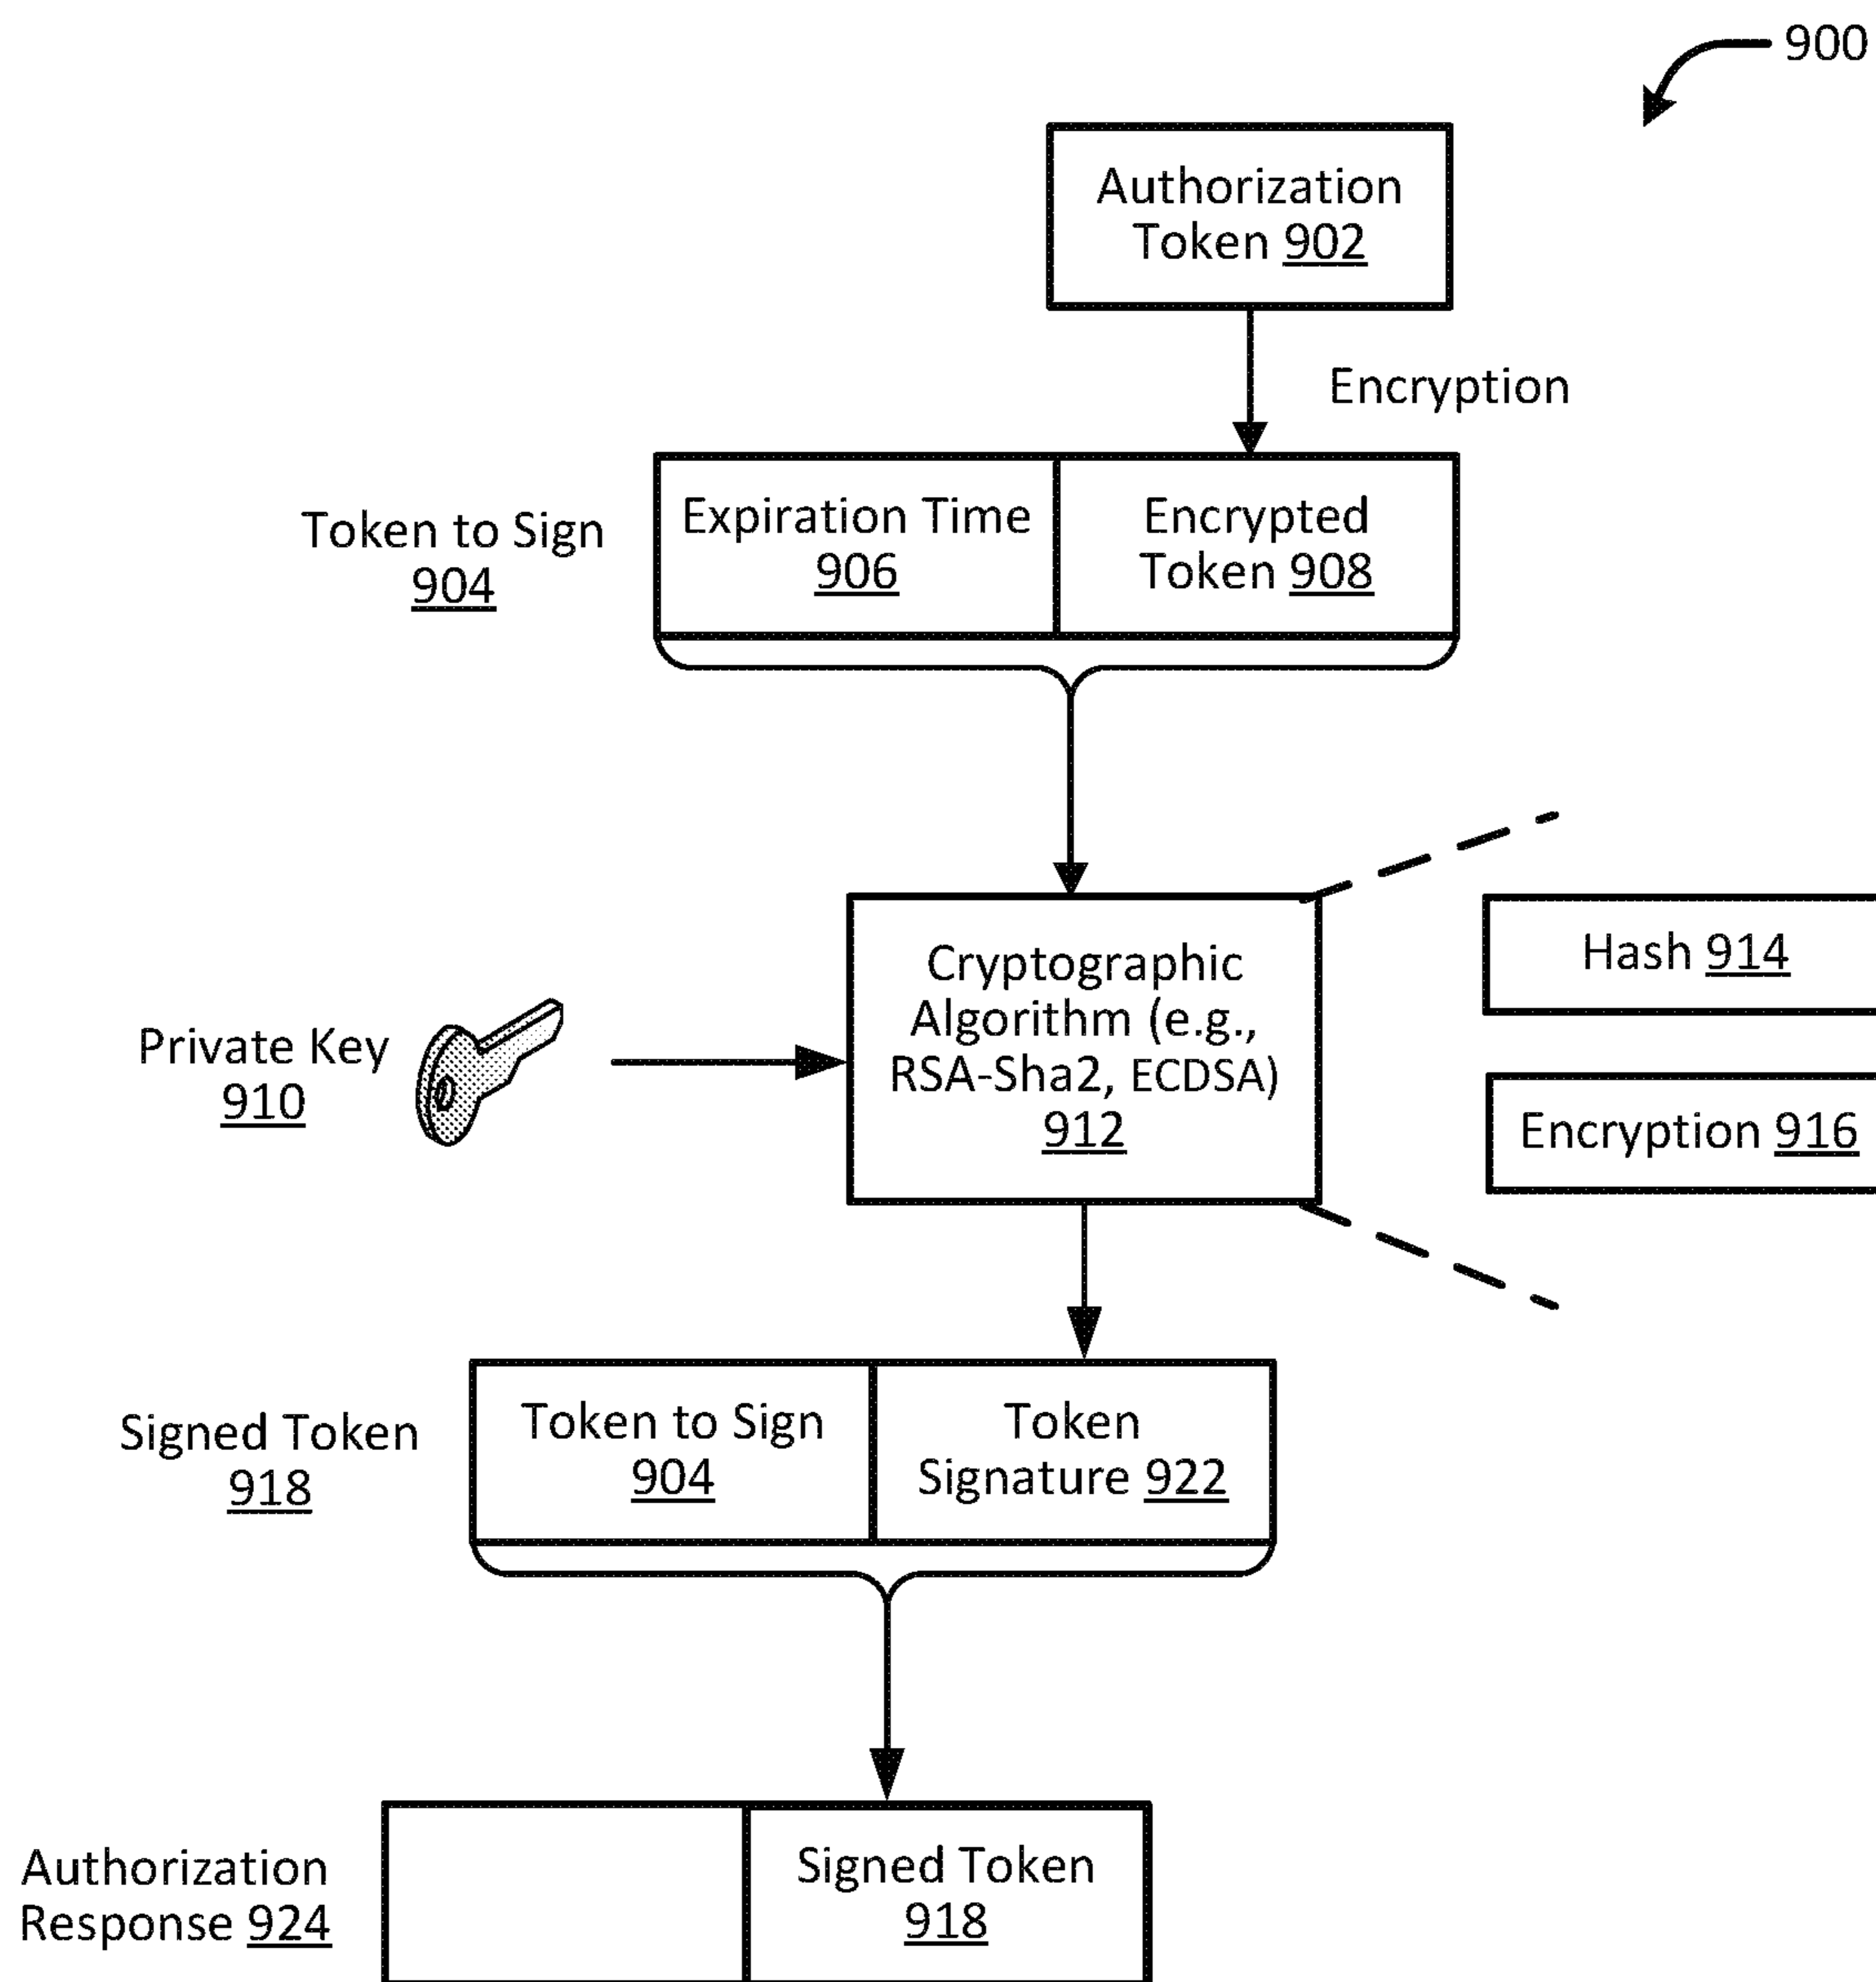 900
Authorization
Token 902
Encryption
Token to Sign
904
Expiration Time
906
Encrypted
Token 908
Private Key
910
Cryptographic
Algorithm (e.g.,
RSA-Sha2, ECDSA)
912
Hash 914
Encryption 916
Signed Token
918
Token to Sign
904
Token
Signature 922
Authorization
Response 924
Signed Token
918